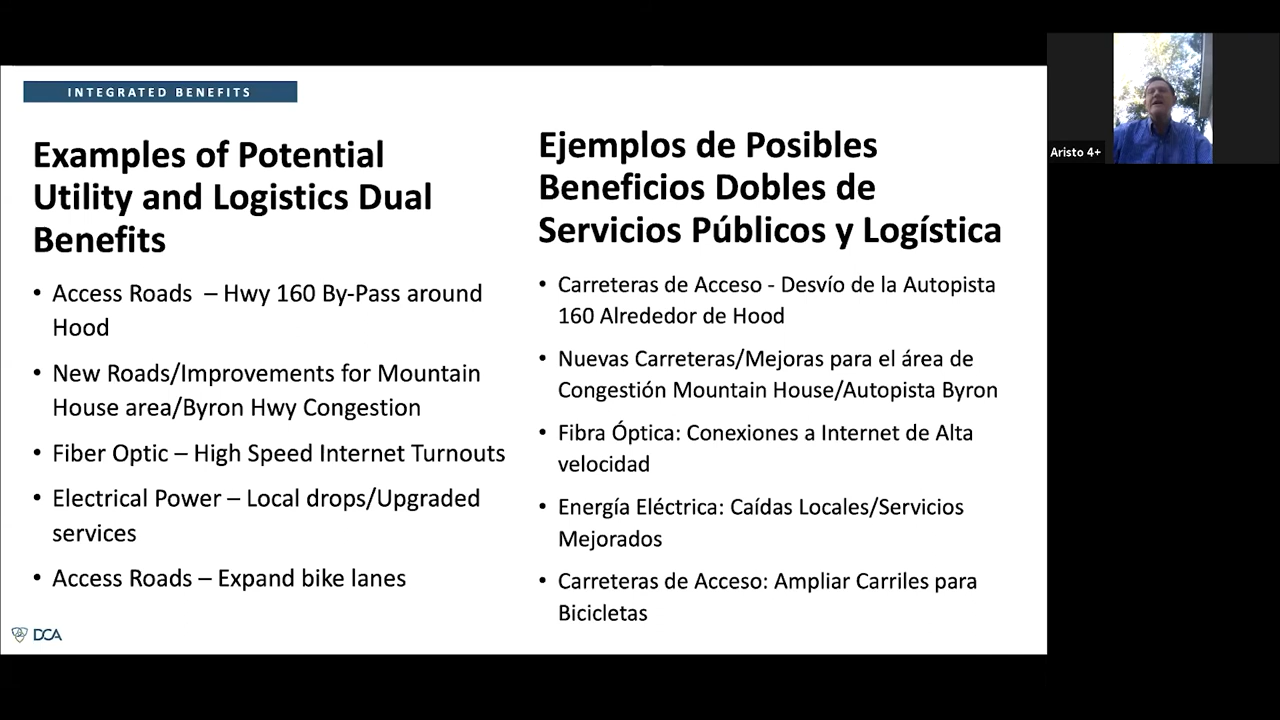 INTEGRATED BENEFITS
Examples of Potential
Utility and Logistics Dual
Benefits
• Access Roads – Hwy 160 By-Pass around
Hood
• New Roads/Improvements for Mountain
House area/Byron Hwy Congestion
• Fiber Optic – High Speed Internet Turnouts
• Electrical Power – Local drops/Upgraded
services
• Access Roads – Expand bike lanes
Ejemplos de Posibles
Beneficios Dobles de
Servicios Públicos y Logística
• Carreteras de Acceso - Desvío de la Autopista
160 Alrededor de Hood
• Nuevas Carreteras/Mejoras para el área de
Congestión Mountain House/Autopista Byron
• Fibra Óptica: Conexiones a Internet de Alta
velocidad
• Energía Eléctrica: Caídas Locales/Servicios
Mejorados
• Carreteras de Acceso: Ampliar Carriles para
Bicicletas
DCA
Aristo 4+